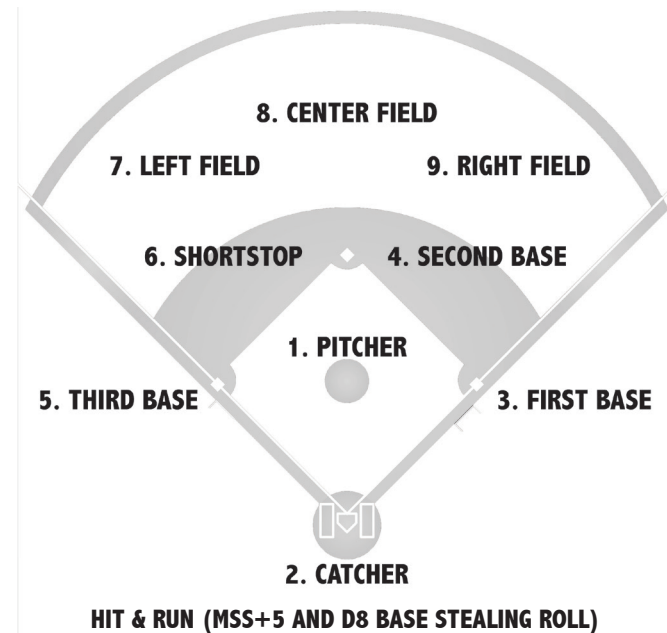 8. CENTER FIELD
7. LEFT FIELD
9. RIGHT FIELD
6. SHORTSTOP
4. SECOND BASE
1. PITCHER
5. THIRD BASE
3. FIRST BASE
2. CATCHER
HIT & RUN (MSS+5 AND D8 BASE STEALING ROLL)